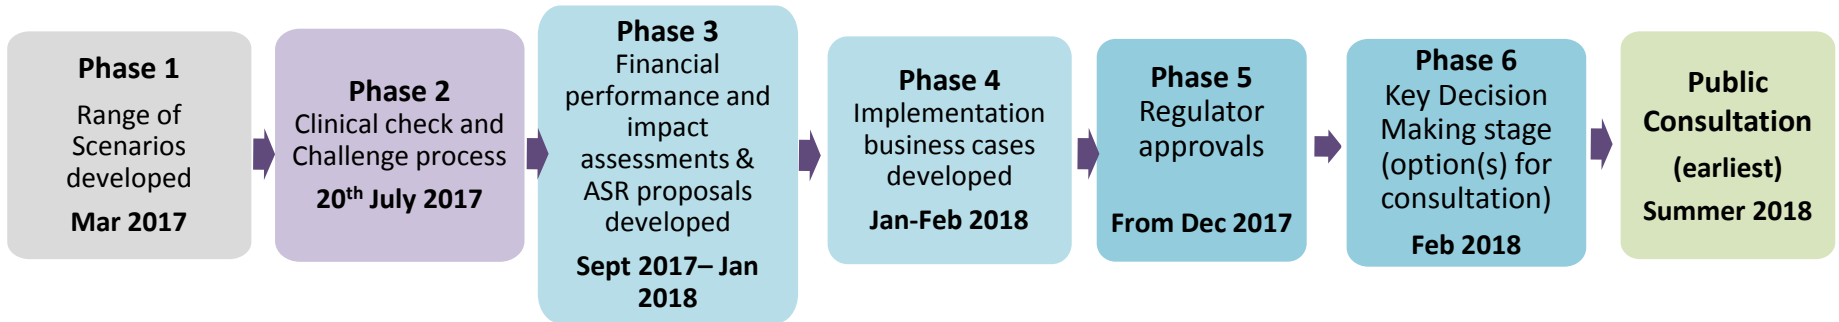 Phase 1
Range of
Scenarios
developed
Mar 2017
Phase 2
Clinical check and
Challenge process
20th July 2017
Phase 3
Financial
performance and
impact
assessments &
ASR proposals
developed
Sept 2017– Jan
2018
Phase 4
Implementation
business cases
developed
Jan-Feb 2018
Phase 5
Regulator
approvals
From Dec 2017
Phase 6
Key Decision
Making stage
(option(s) for
consultation)
Feb 2018
Public
Consultation
(earliest)
Summer 2018